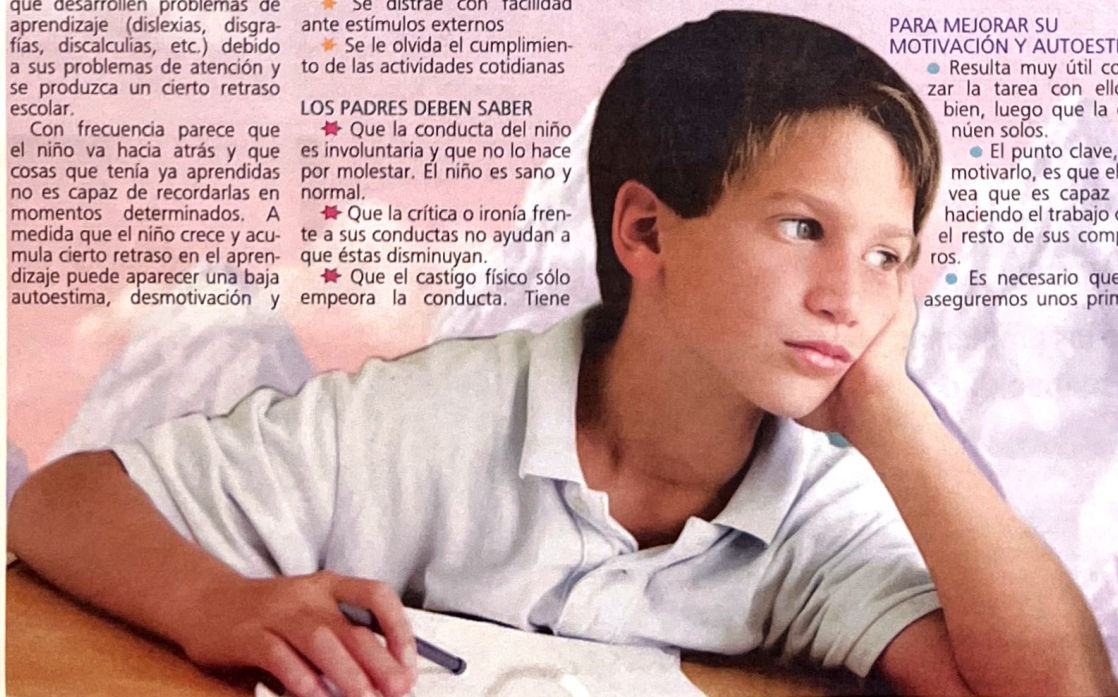 que desarrollen problemas de
aprendizaje (dislexias, disgra-
fías, discalculias, etc.) debido
a sus problemas de atención y
se produzca un cierto retraso
escolar.
Con frecuencia parece que
el niño va hacia atrás y que
cosas que tenía ya aprendidas
no es capaz de recordarlas en
momentos determinados. A
medida que el niño crece y acu-
mula cierto retraso en el apren-
dizaje puede aparecer una baja
autoestima, desmotivación y
Se distrae con facilidad
ante estímulos externos
Se le olvida el cumplimien-
to de las actividades cotidianas
LOS PADRES DEBEN SABER
Que la conducta del niño
es involuntaria y que no lo hace
por molestar. El niño es sano y
normal.
Que la crítica o ironía fren-
te a sus conductas no ayudan a
que éstas disminuyan.
Que el castigo físico sólo
empeora la conducta. Tiene
PARA MEJORAR SU
MOTIVACIÓN Y AUTOESTI
Resulta muy útil co
zar la tarea con ell
bien, luego que la
núen solos.
El punto clave,
motivarlo, es que el
vea que es capaz
haciendo el trabajo
el resto de sus comp
ros.
Es necesario que
aseguremos unos prin